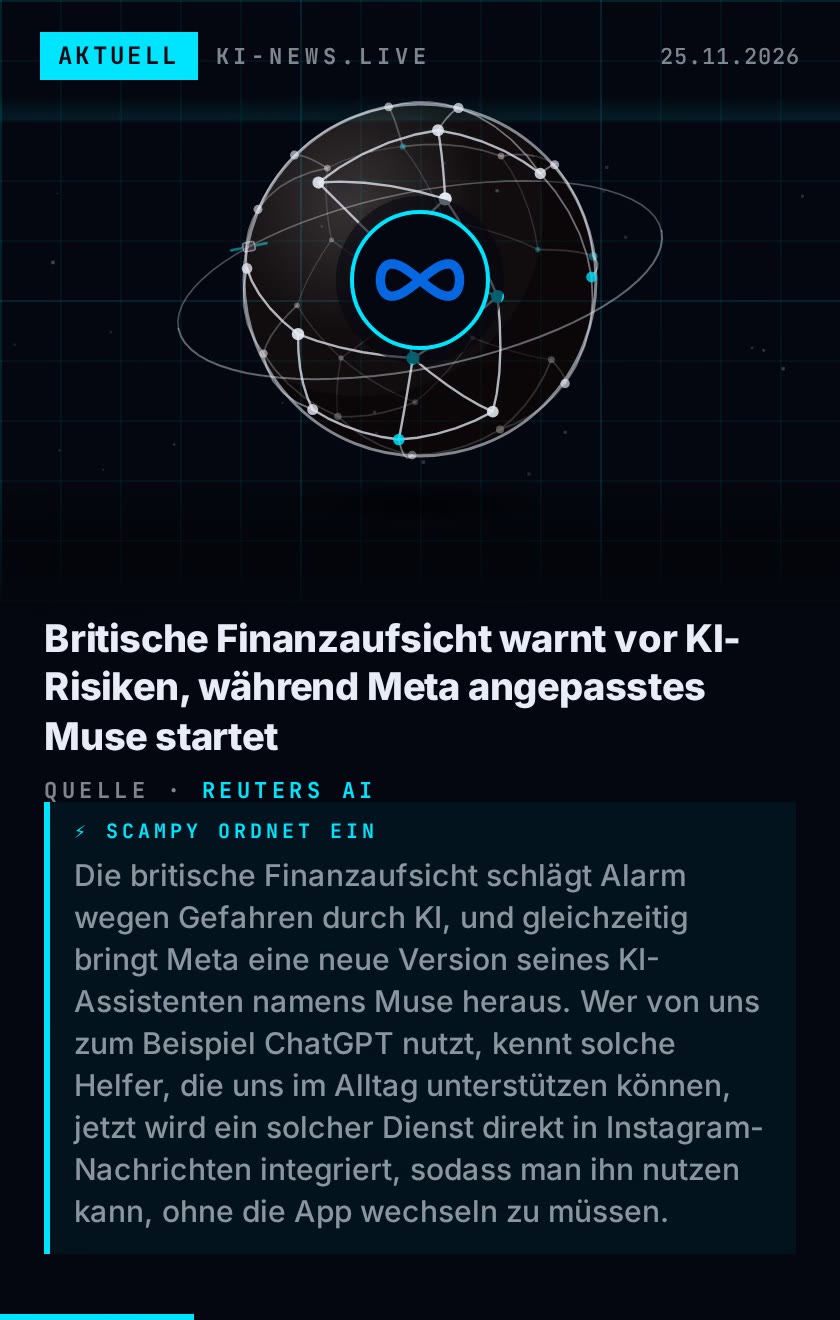 AKTUELL KI-NEWS.LIVE 25.11.2026
Britische Finanzaufsicht warnt vor KI-
Risiken, während Meta angepasstes
Muse startet
QUELLE · REUTERS AI
⚡ SCAMPY ORDNET EIN
Die britische Finanzaufsicht schlägt Alarm
wegen Gefahren durch KI, und gleichzeitig
bringt Meta eine neue Version seines KI-
Assistenten namens Muse heraus. Wer von uns
zum Beispiel ChatGPT nutzt, kennt solche
Helfer, die uns im Alltag unterstützen können,
jetzt wird ein solcher Dienst direkt in Instagram-
Nachrichten integriert, sodass man ihn nutzen
kann, ohne die App wechseln zu müssen.